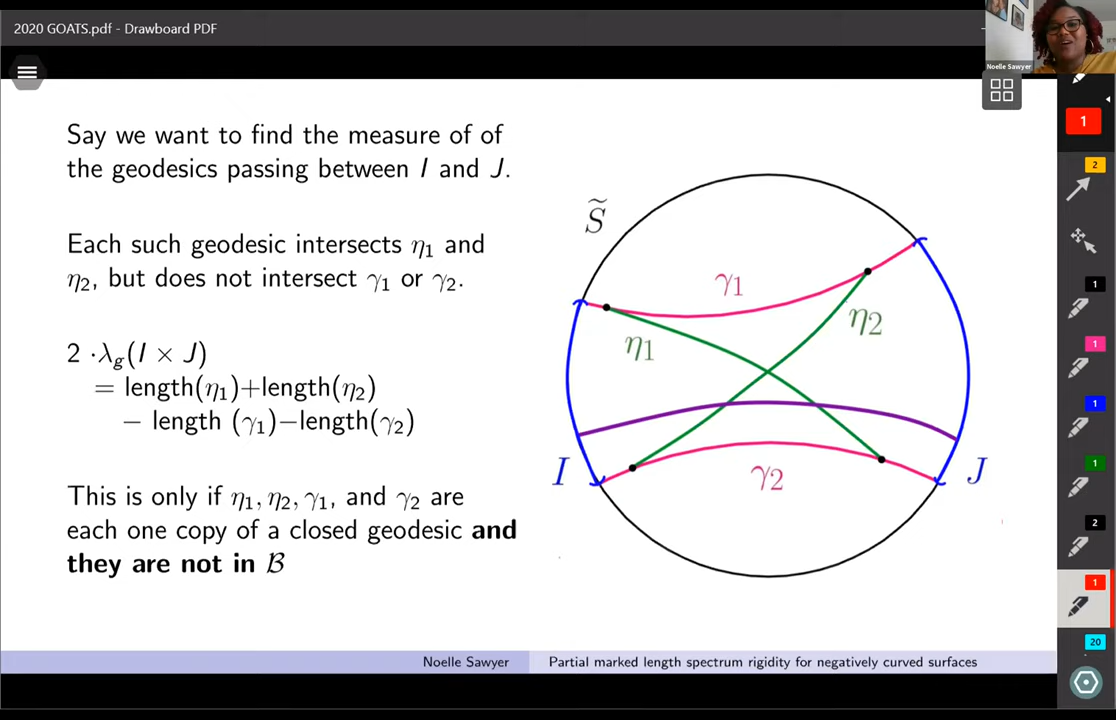 2020 GOATS.pdf - Drawboard PDF
Noelle Sawyer
Say we want to find the measure of of
the geodesics passing between I and J.
Each such geodesic intersects η₁ and
η₂, but does not intersect γ₁ or γ₂.
2 ·λ_g(I × J)
= length(η₁)+length(η₂)
− length (γ₁)−length(γ₂)
This is only if η₁, η₂, γ₁, and γ₂ are
each one copy of a closed geodesic and
they are not in ℬ
S̃
γ₁
η₂
η₁
I
J
γ₂
1
2
1
1
1
1
2
1
20
Noelle Sawyer
Partial marked length spectrum rigidity for negatively curved surfaces